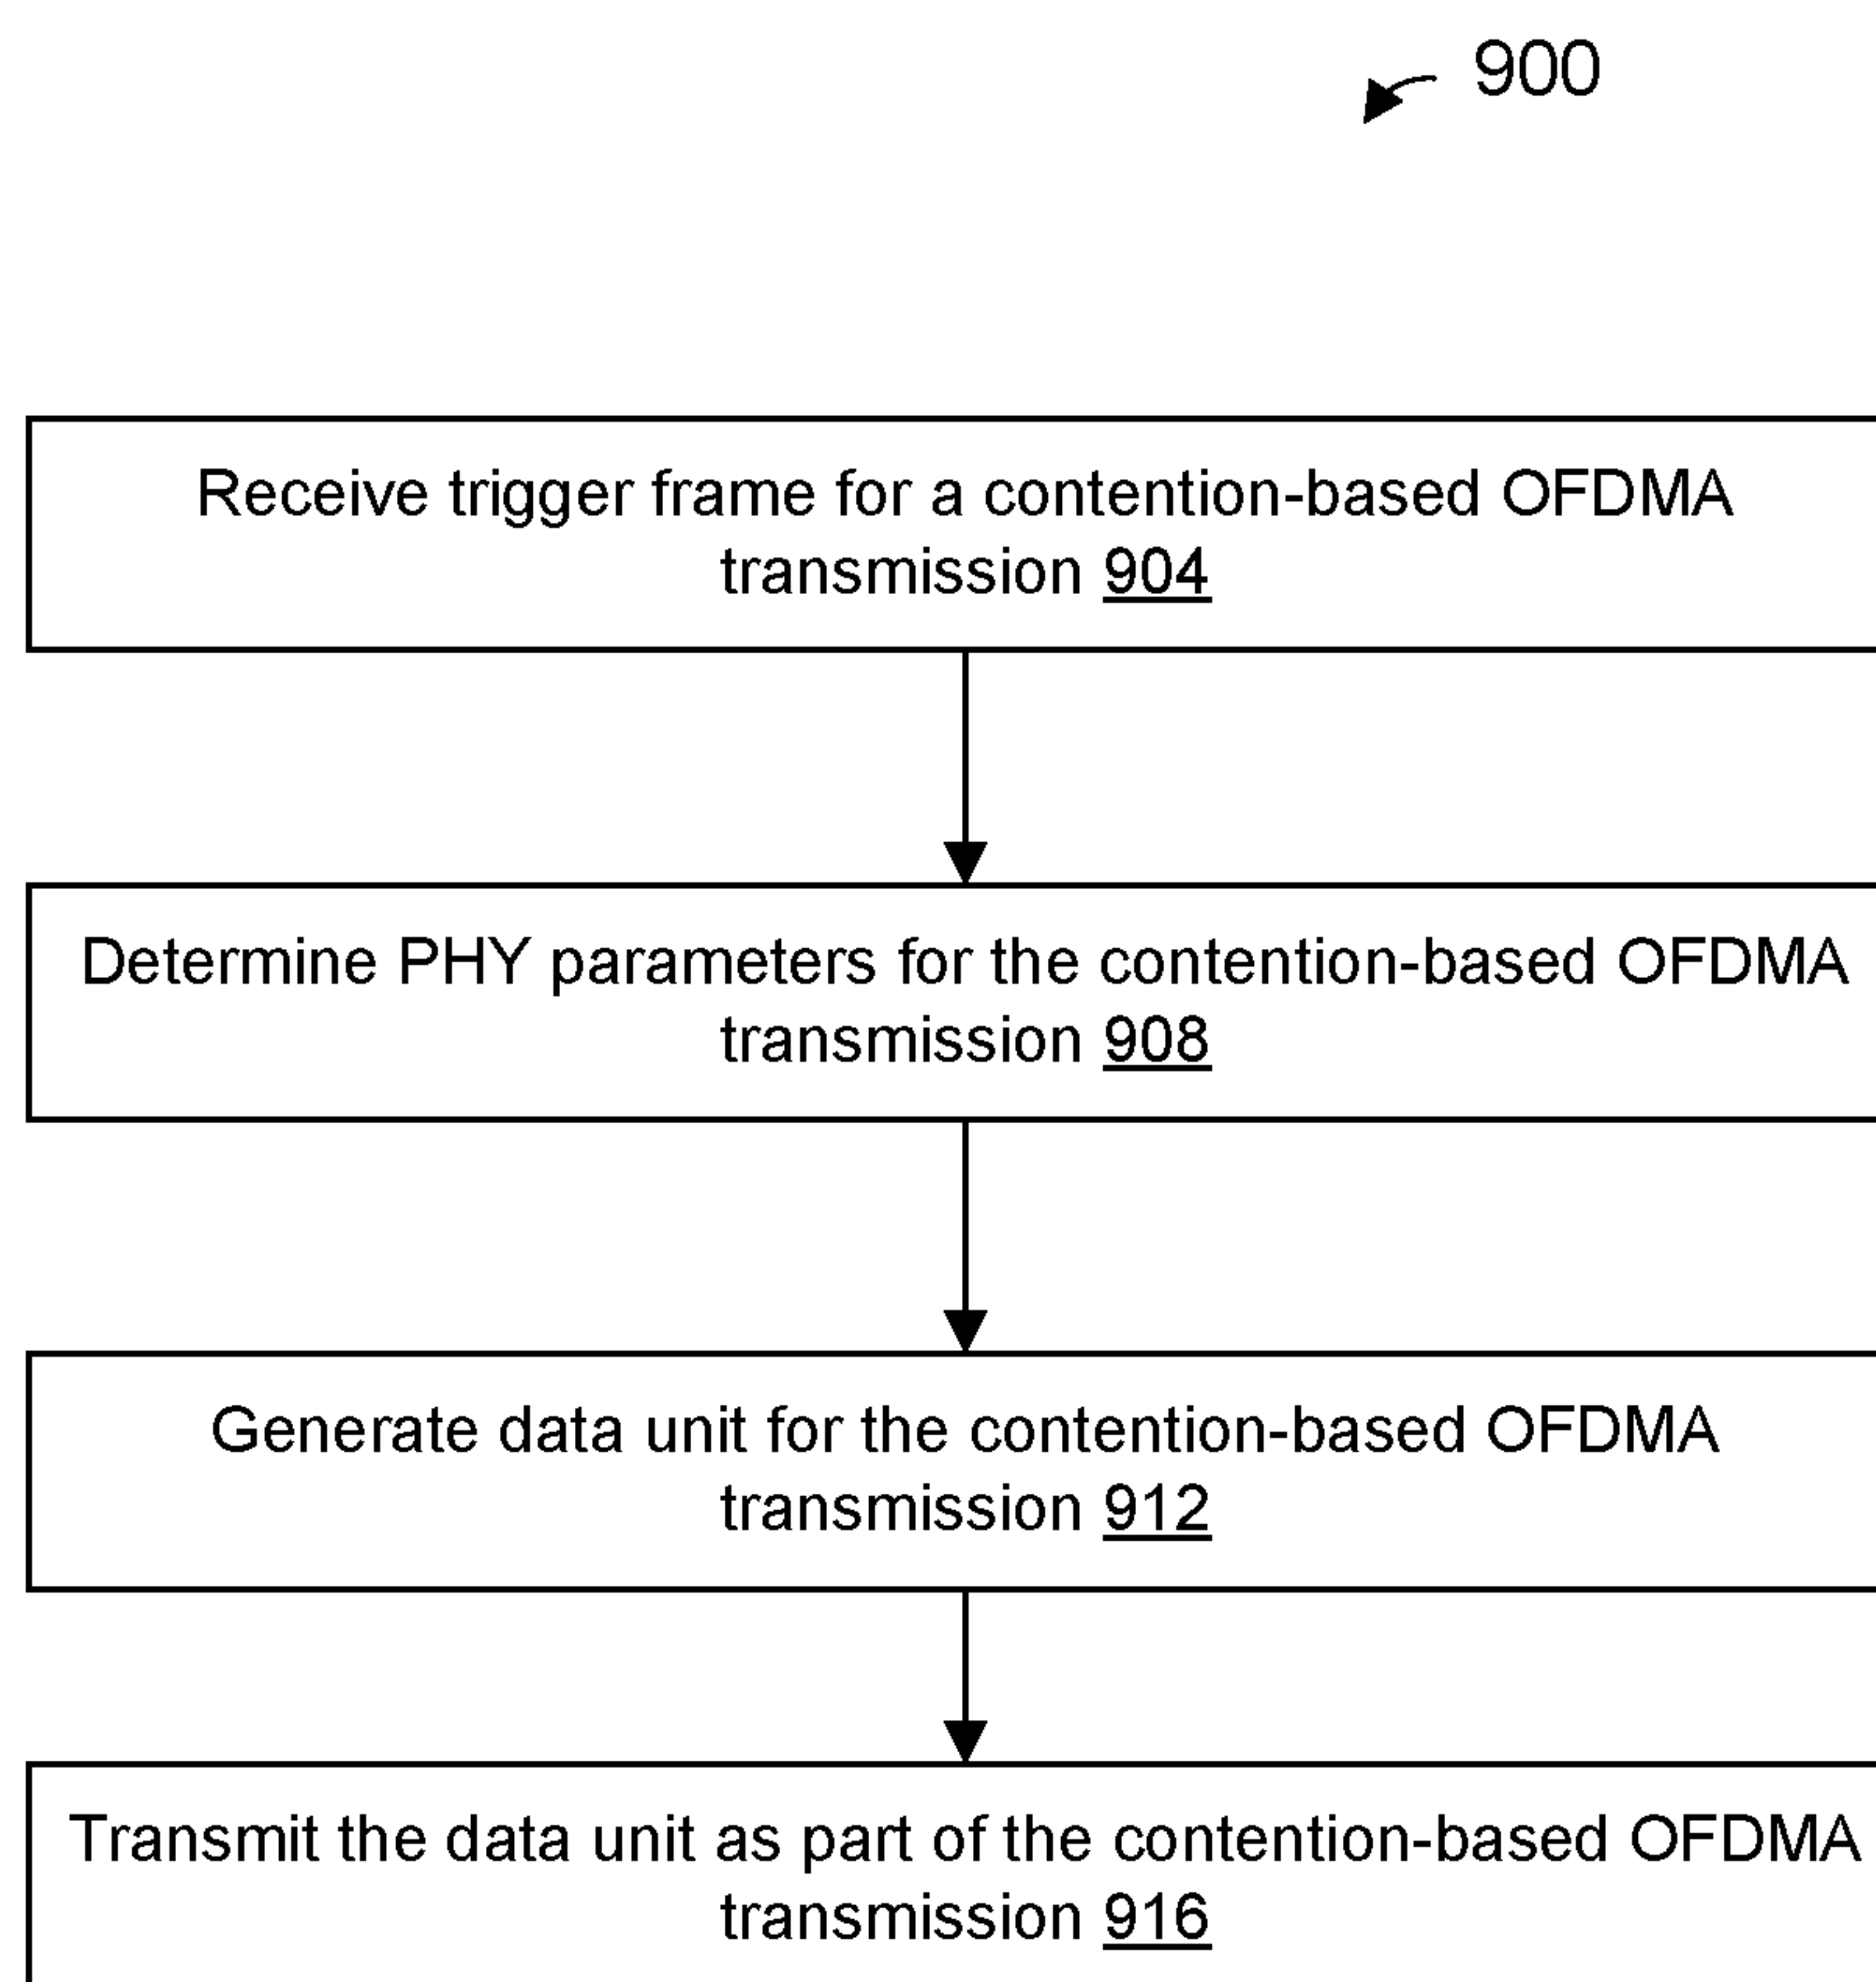 900
Receive trigger frame for a contention-based OFDMA
transmission 904
Determine PHY parameters for the contention-based OFDMA
transmission 908
Generate data unit for the contention-based OFDMA
transmission 912
Transmit the data unit as part of the contention-based OFDMA
transmission 916